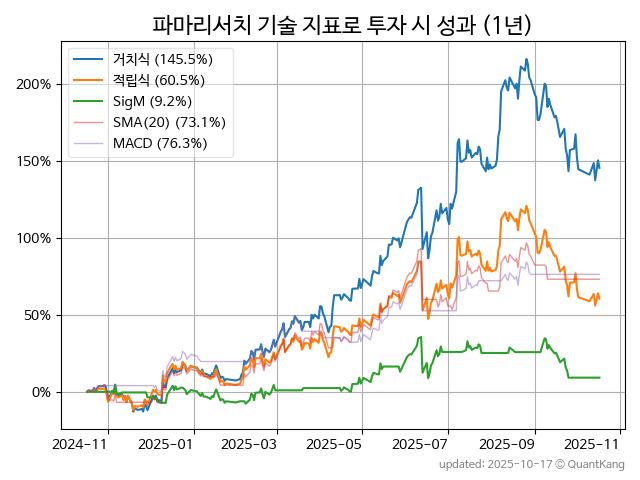 파마리서치 기술 지표로 투자 시 성과 (1년)
거치식 (145.5%)
적립식 (60.5%)
SigM (9.2%)
SMA(20) (73.1%)
MACD (76.3%)
200%
150%
100%
50%
0%
2024-11 2025-01 2025-03 2025-05 2025-07 2025-09 2025-11
updated: 2025-10-17 © QuantKang